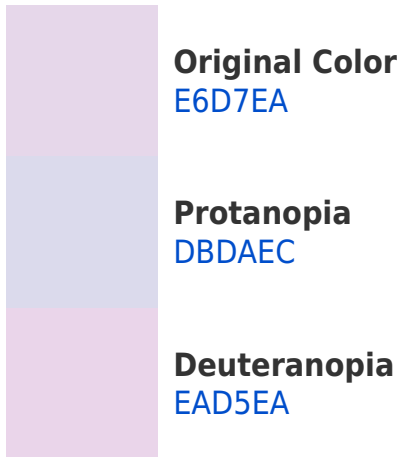 Original Color
E6D7EA
Protanopia
DBDAEC
Deuteranopia
EAD5EA